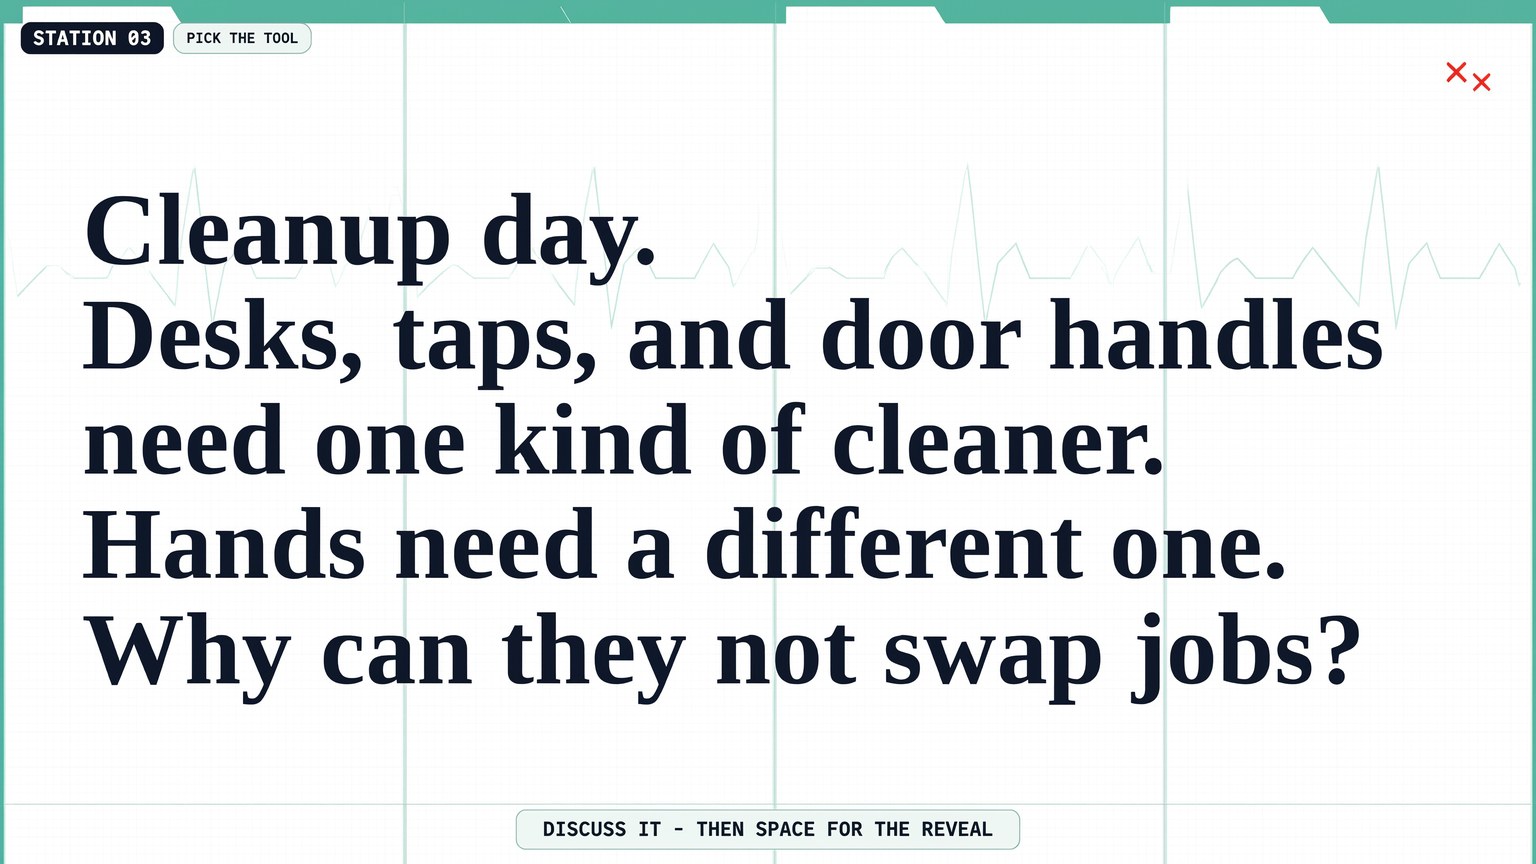 STATION 03
PICK THE TOOL
Cleanup day.
Desks, taps, and door handles
need one kind of cleaner.
Hands need a different one.
Why can they not swap jobs?
DISCUSS IT - THEN SPACE FOR THE REVEAL